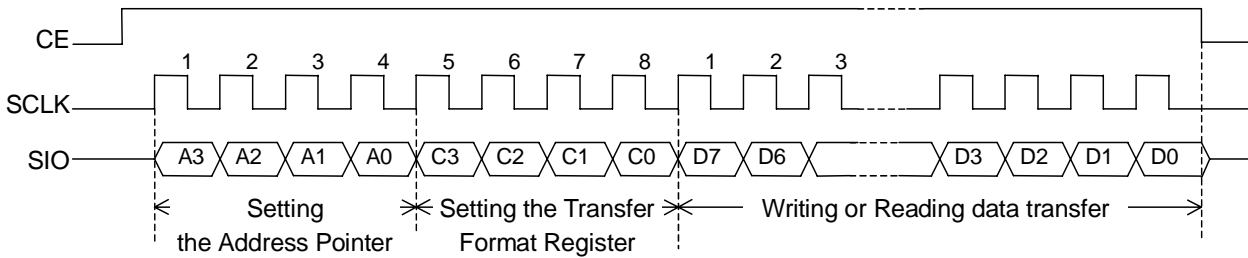 CE
1 2 3 4 5 6 7 8 1 2 3
SCLK
SIO A3 A2 A1 A0 C3 C2 C1 C0 D7 D6 D3 D2 D1 D0
Setting Setting the Transfer Writing or Reading data transfer
the Address Pointer Format Register